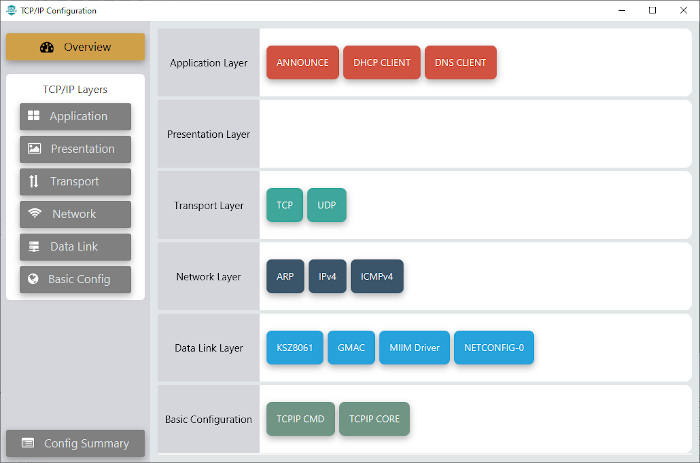 TCP/IP Configuration
Overview
TCP/IP Layers
Application
Presentation
Transport
Network
Data Link
Basic Config
Config Summary
Application Layer
ANNOUNCE DHCP CLIENT DNS CLIENT
Presentation Layer
Transport Layer
TCP UDP
Network Layer
ARP IPv4 ICMPv4
Data Link Layer
KSZ8061 GMAC MIIM Driver NETCONFIG-0
Basic Configuration
TCPIP CMD TCPIP CORE